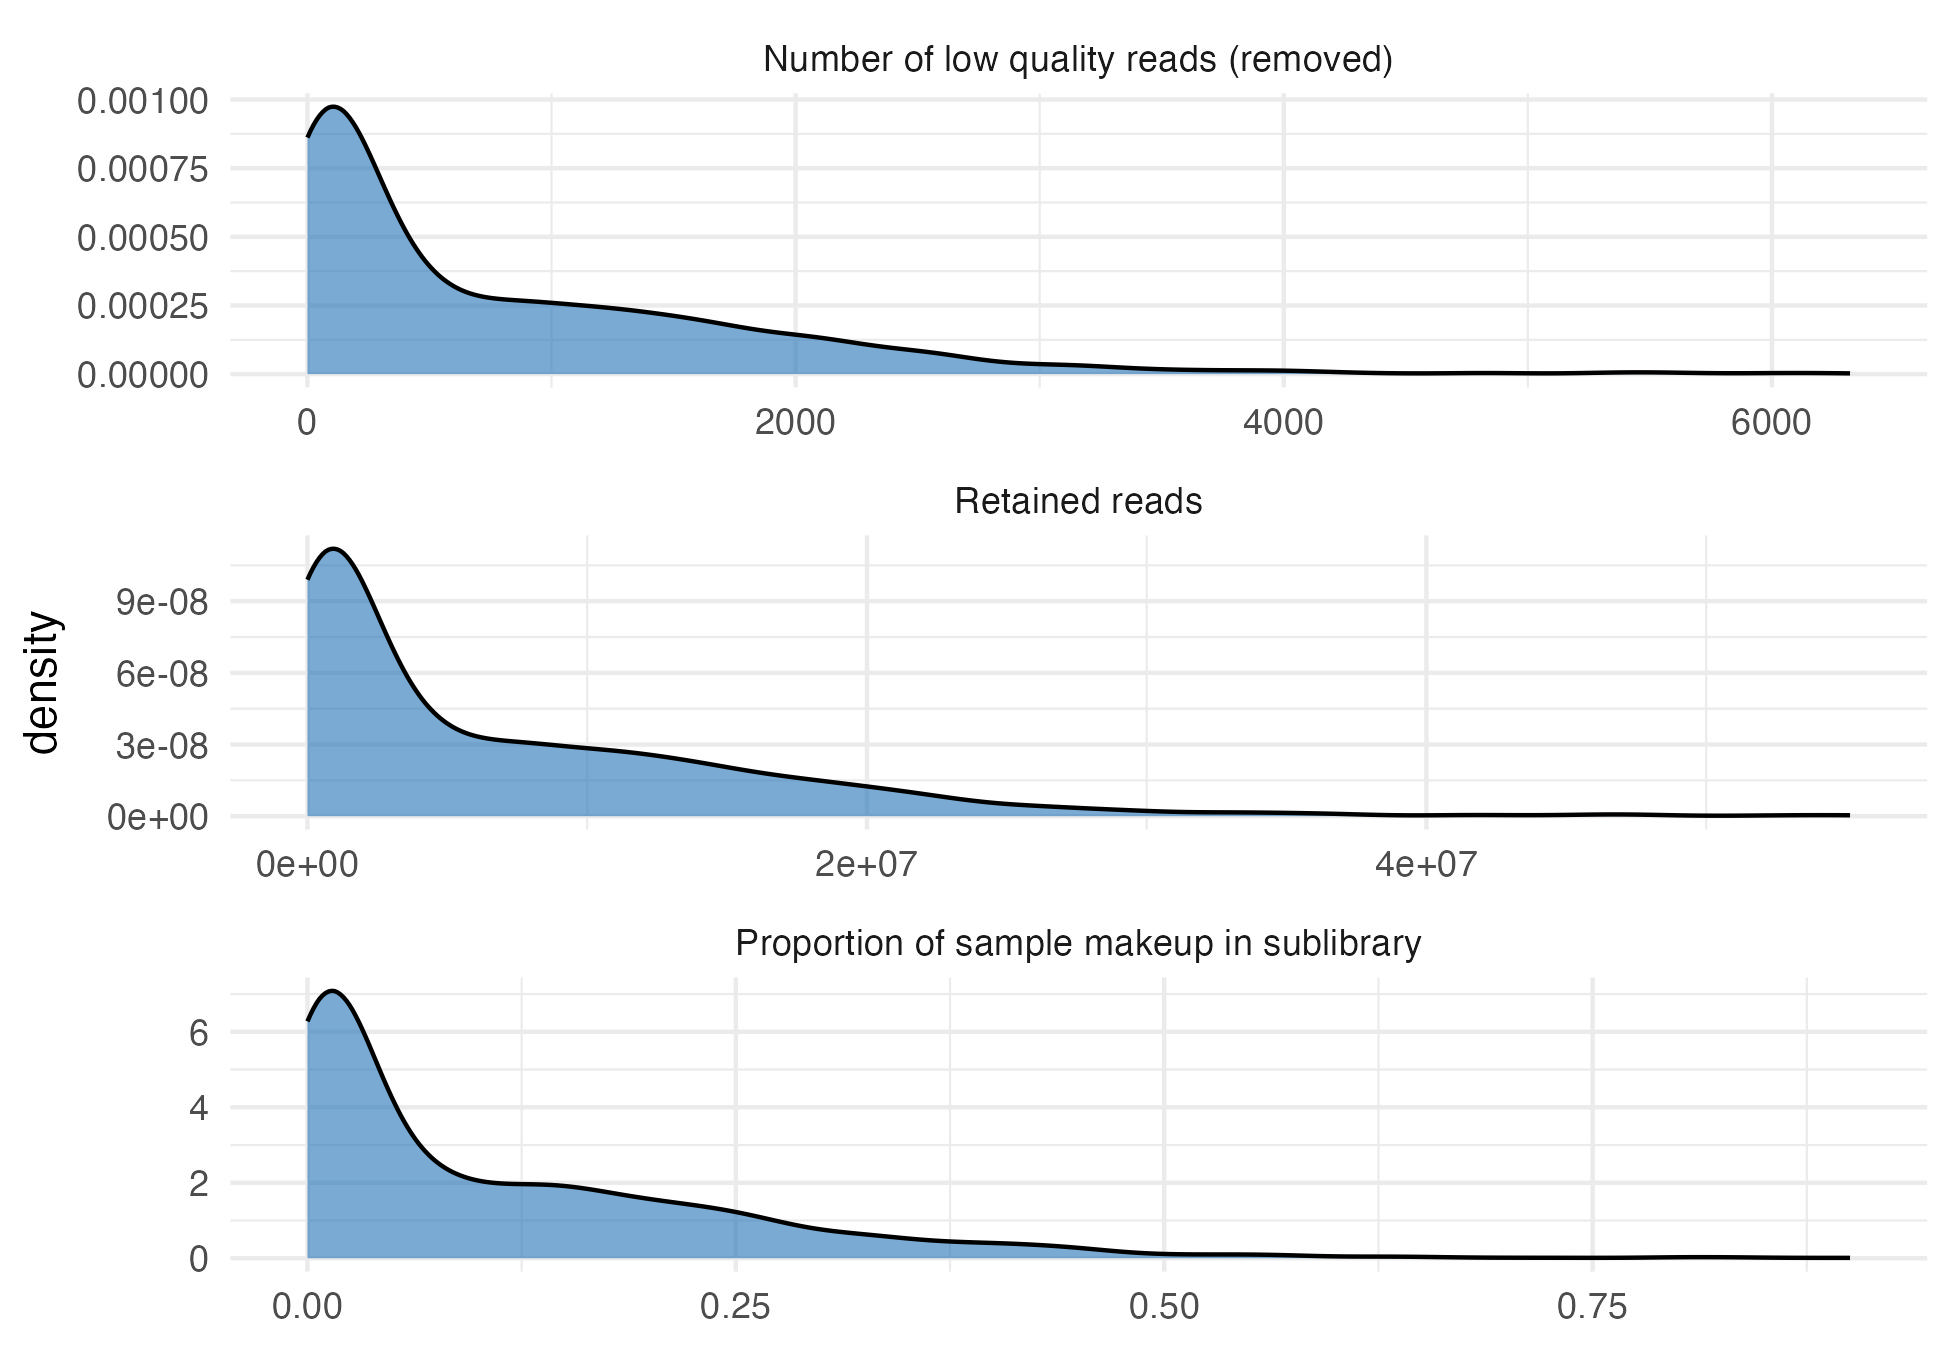 Number of low quality reads (removed)
0.00100
0.00075
0.00050
0.00025
0.00000
0 2000 4000 6000
Retained reads
density
9e-08
6e-08
3e-08
0e+00
0e+00 2e+07 4e+07
Proportion of sample makeup in sublibrary
6
4
2
0
0.00 0.25 0.50 0.75